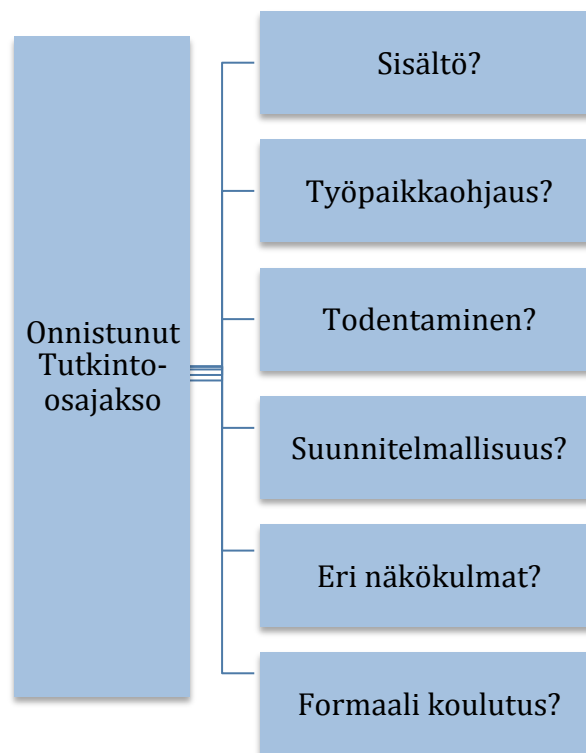 Onnistunut
Tutkinto-
osajakso
Sisältö?
Työpaikkaohjaus?
Todentaminen?
Suunnitelmallisuus?
Eri näkökulmat?
Formaali koulutus?